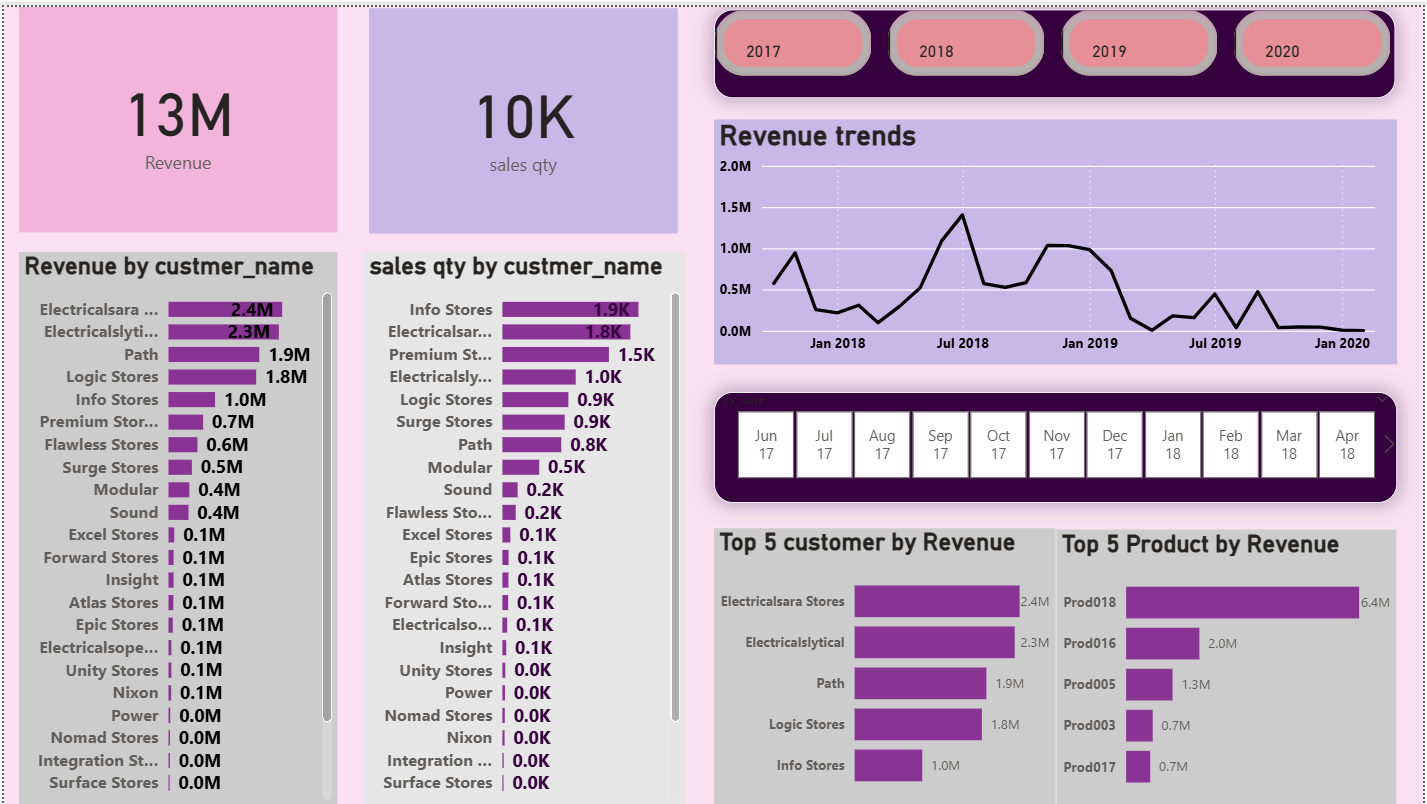 13M
Revenue
10K
sales qty
2017
2018
2019
2020
Revenue trends
2.0M
1.5M
1.0M
0.5M
0.0M
Jan 2018
Jul 2018
Jan 2019
Jul 2019
Jan 2020
Revenue by custmer_name
Electricalsara ... 2.4M
Electricalslyti... 2.3M
Path 1.9M
Logic Stores 1.8M
Info Stores 1.0M
Premium Stor... 0.7M
Flawless Stores 0.6M
Surge Stores 0.5M
Modular 0.4M
Sound 0.4M
Excel Stores 0.1M
Forward Stores 0.1M
Insight 0.1M
Atlas Stores 0.1M
Epic Stores 0.1M
Electricalsope... 0.1M
Unity Stores 0.1M
Nixon 0.1M
Power 0.0M
Nomad Stores 0.0M
Integration St... 0.0M
Surface Stores 0.0M
sales qty by custmer_name
Info Stores 1.9K
Electricalsar... 1.8K
Premium St... 1.5K
Electricalsly... 1.0K
Logic Stores 0.9K
Surge Stores 0.9K
Path 0.8K
Modular 0.5K
Sound 0.2K
Flawless Sto... 0.2K
Excel Stores 0.1K
Epic Stores 0.1K
Atlas Stores 0.1K
Forward Sto... 0.1K
Electricalso... 0.1K
Insight 0.1K
Unity Stores 0.0K
Power 0.0K
Nomad Stores 0.0K
Nixon 0.0K
Integration ... 0.0K
Surface Stores 0.0K
Jun 17
Jul 17
Aug 17
Sep 17
Oct 17
Nov 17
Dec 17
Jan 18
Feb 18
Mar 18
Apr 18
Top 5 customer by Revenue
Electricalsara Stores 2.4M
Electricalslytical 2.3M
Path 1.9M
Logic Stores 1.8M
Info Stores 1.0M
Top 5 Product by Revenue
Prod018 6.4M
Prod016 2.0M
Prod005 1.3M
Prod003 0.7M
Prod017 0.7M